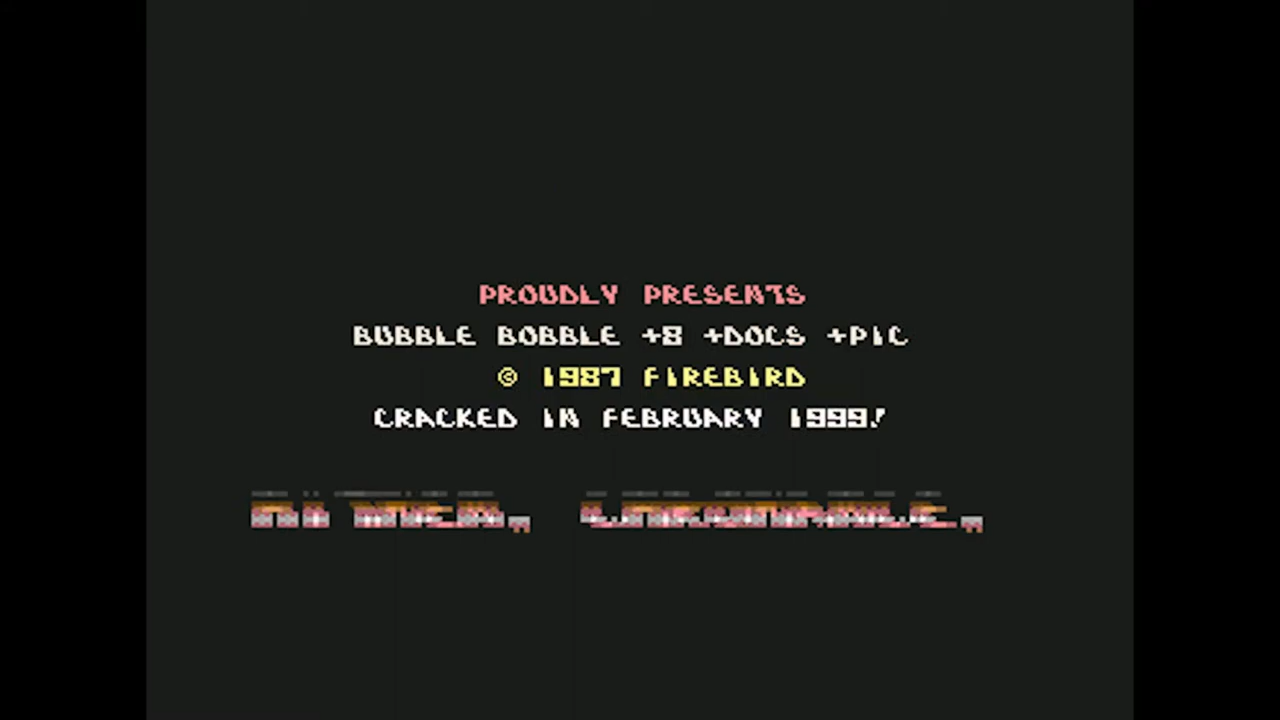 PROUDLY PRESENTS
BUBBLE BOBBLE +8 +DOCS +PIC
© 1987 FIREBIRD
CRACKED IN FEBRUARY 1999!